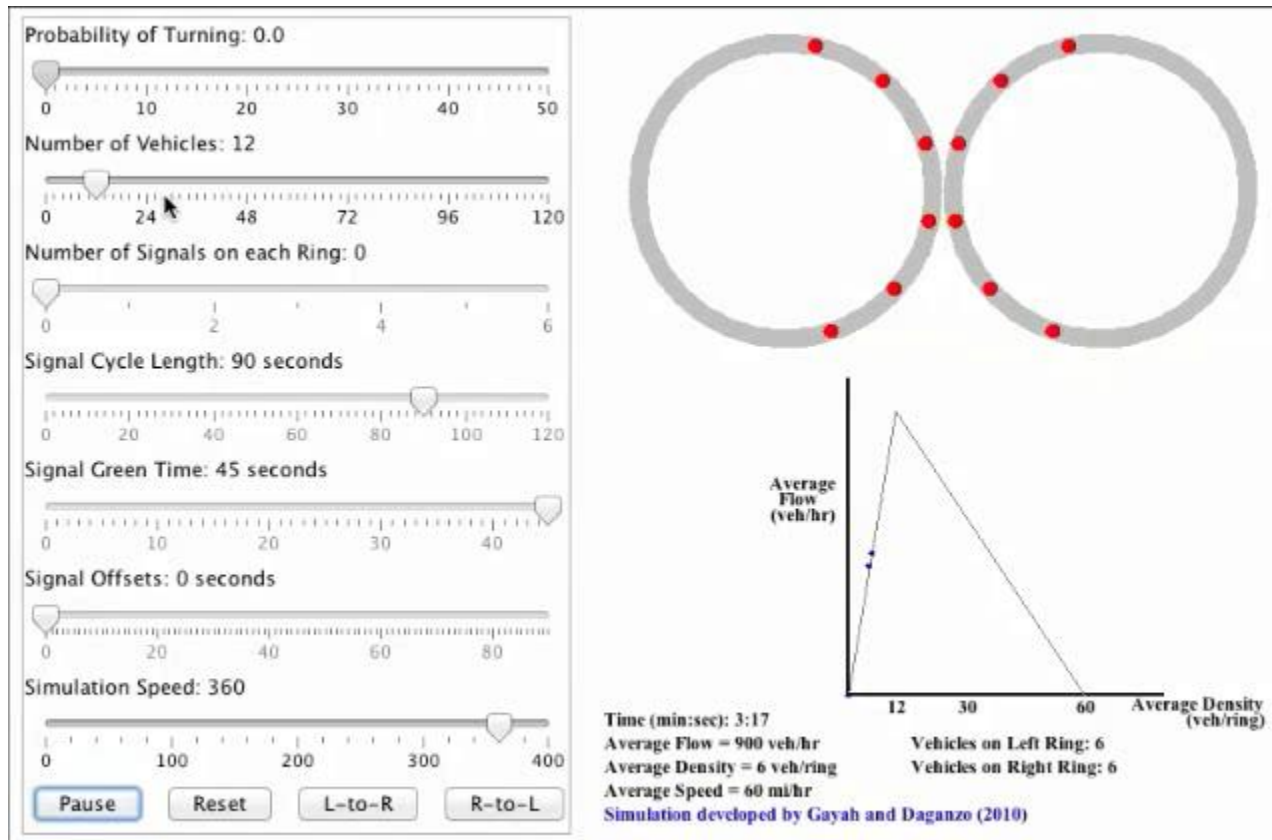 Probability of Turning: 0.0
0 10 20 30 40 50
Number of Vehicles: 12
0 24 48 72 96 120
Number of Signals on each Ring: 0
0 2 4 6
Signal Cycle Length: 90 seconds
0 20 40 60 80 100 120
Signal Green Time: 45 seconds
0 10 20 30 40
Signal Offsets: 0 seconds
0 20 40 60 80
Simulation Speed: 360
0 100 200 300 400
Pause Reset L-to-R R-to-L
Average
Flow
(veh/hr)
12 30 60
Average Density
(veh/ring)
Time (min:sec): 3:17
Average Flow = 900 veh/hr
Vehicles on Left Ring: 6
Average Density = 6 veh/ring
Vehicles on Right Ring: 6
Average Speed = 60 mi/hr
Simulation developed by Gayah and Daganzo (2010)